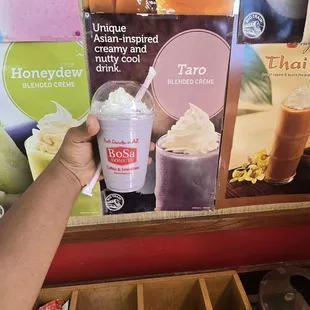 Honeydew
BLENDED CRÈME
Unique
Asian-inspired
creamy and
nutty cool
drink.
Taro
BLENDED CRÈME
Thai
BoSa
DONUTS